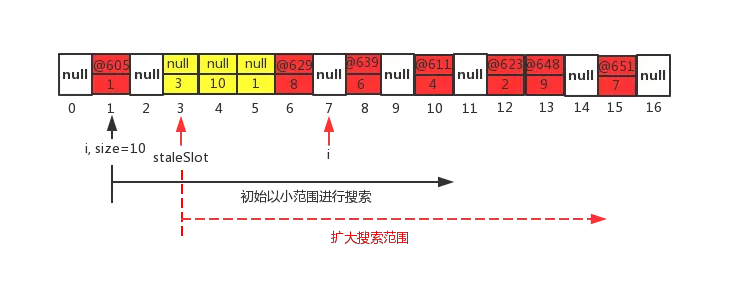 null @605 null null null null @629 null @639 null @611 null @623 @648 null @651 null
1 3 10 1 8 6 4 2 9 7
0 1 2 3 4 5 6 7 8 9 10 11 12 13 14 15 16
i, size=10 staleSlot i
初始以小范围进行搜索
扩大搜索范围